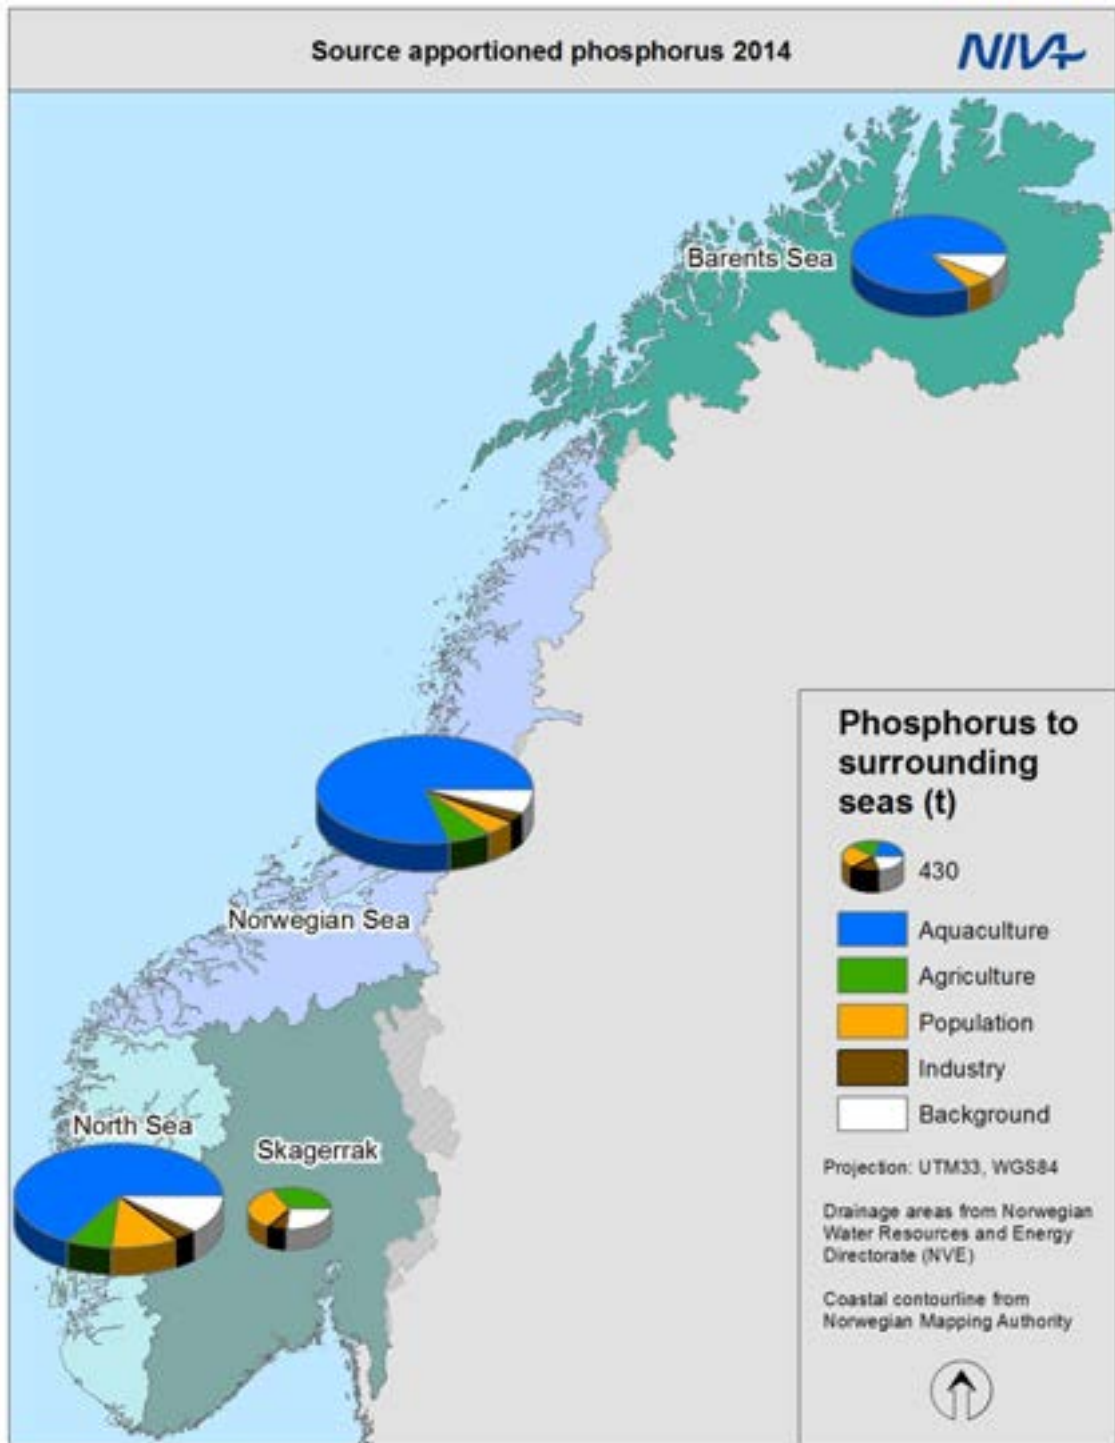 Source apportioned phosphorus 2014
NIVA
Barents Sea
Norwegian Sea
North Sea
Skagerrak
Phosphorus to
surrounding
seas (t)
430
Aquaculture
Agriculture
Population
Industry
Background
Projection: UTM33, WGS84
Drainage areas from Norwegian
Water Resources and Energy
Directorate (NVE)
Coastal contourline from
Norwegian Mapping Authority